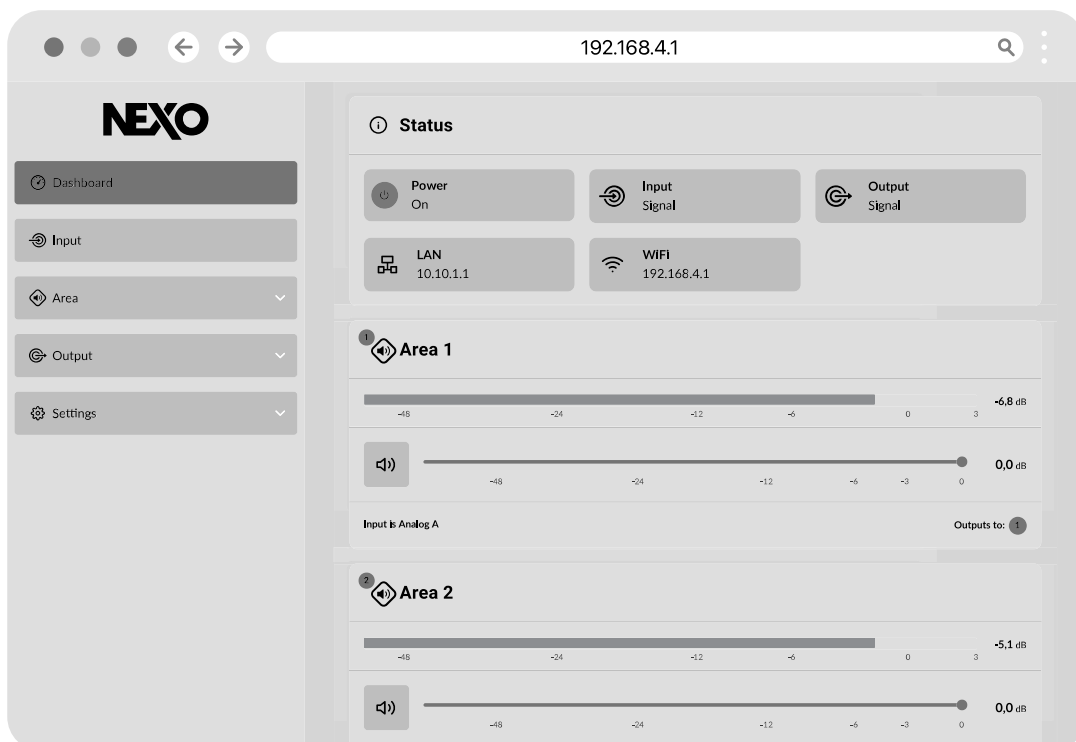 192.168.4.1
NEXO
Dashboard
Input
Area
Output
Settings
Status
Power
On
Input
Signal
Output
Signal
LAN
10.10.1.1
WiFi
192.168.4.1
1
Area 1
-6,8 dB
-48 -24 -12 -6 0 3
0,0 dB
-48 -24 -12 -6 -3 0
Input is Analog A
Outputs to: 1
2
Area 2
-5,1 dB
-48 -24 -12 -6 0 3
0,0 dB
-48 -24 -12 -6 -3 0